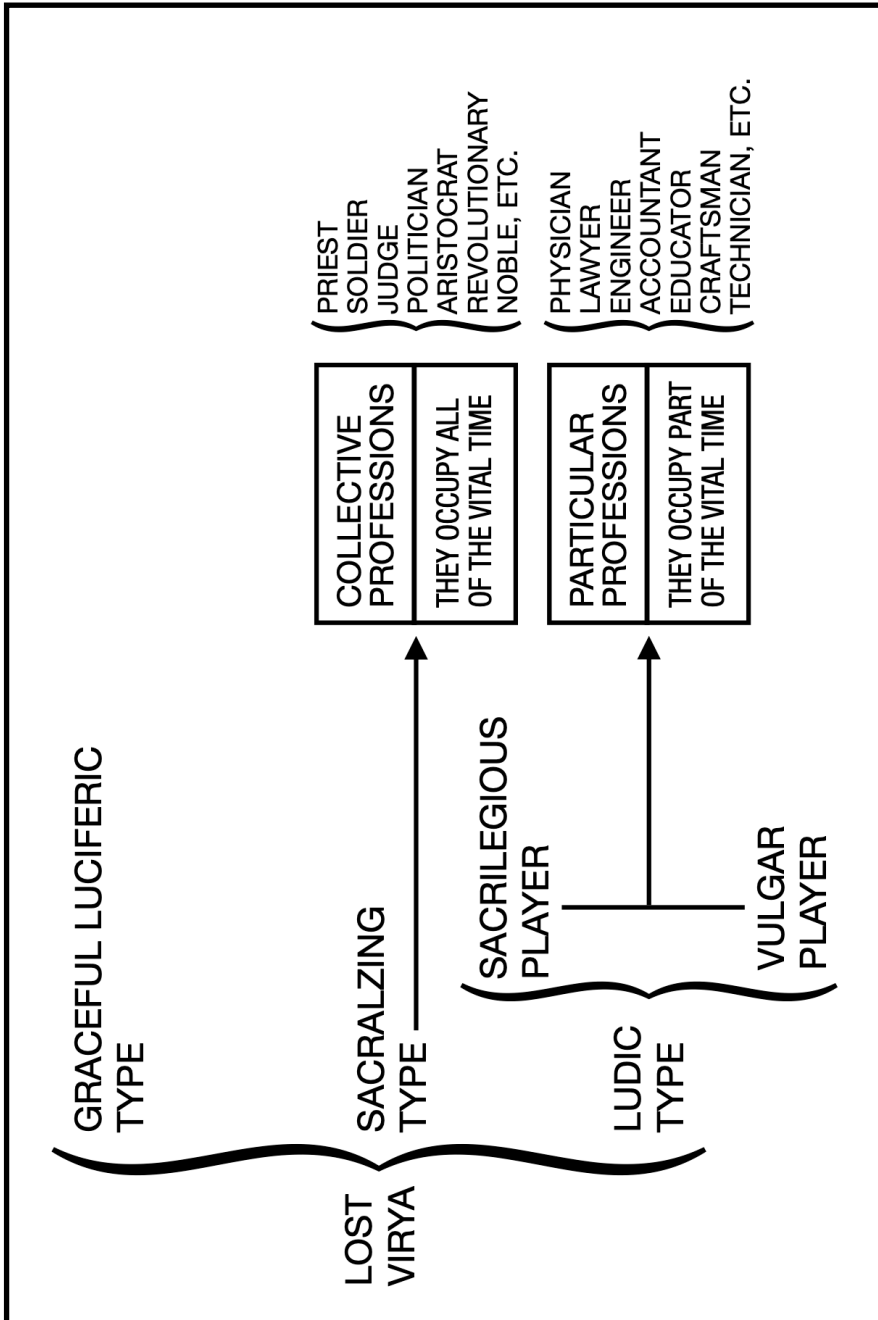 LOST
VIRYA
GRACEFUL LUCIFERIC
TYPE
SACRALZING
TYPE
COLLECTIVE
PROFESSIONS
THEY OCCUPY ALL
OF THE VITAL TIME
PRIEST
SOLDIER
JUDGE
POLITICIAN
ARISTOCRAT
REVOLUTIONARY
NOBLE, ETC.
LUDIC
TYPE
SACRILEGIOUS
PLAYER
VULGAR
PLAYER
PARTICULAR
PROFESSIONS
THEY OCCUPY PART
OF THE VITAL TIME
PHYSICIAN
LAWYER
ENGINEER
ACCOUNTANT
EDUCATOR
CRAFTSMAN
TECHNICIAN, ETC.